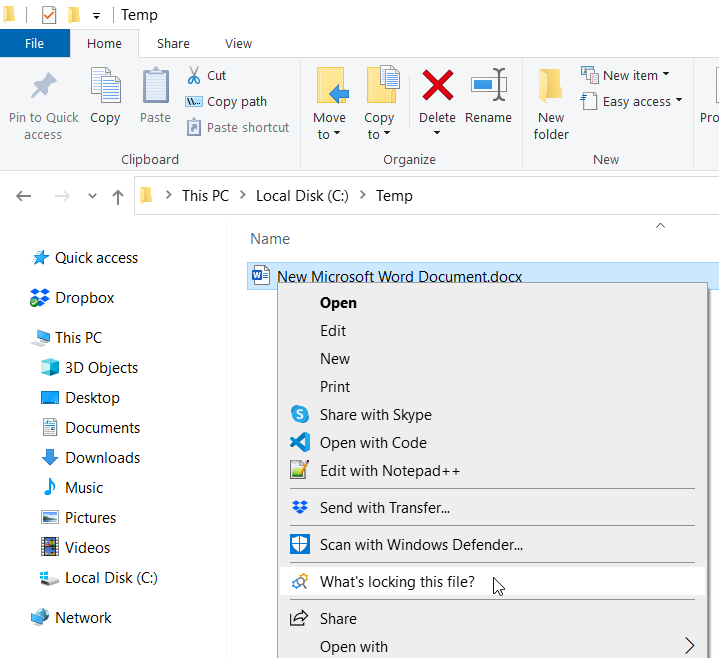 Temp
File Home Share View
Pin to Quick access
Copy
Paste
Cut
Copy path
Paste shortcut
Clipboard
Move to
Copy to
Delete
Rename
Organize
New folder
New item
Easy access
New
This PC Local Disk (C:) Temp
Name
Quick access
Dropbox
This PC
3D Objects
Desktop
Documents
Downloads
Music
Pictures
Videos
Local Disk (C:)
Network
New Microsoft Word Document.docx
Open
Edit
New
Print
Share with Skype
Open with Code
Edit with Notepad++
Send with Transfer...
Scan with Windows Defender...
What's locking this file?
Share
Open with